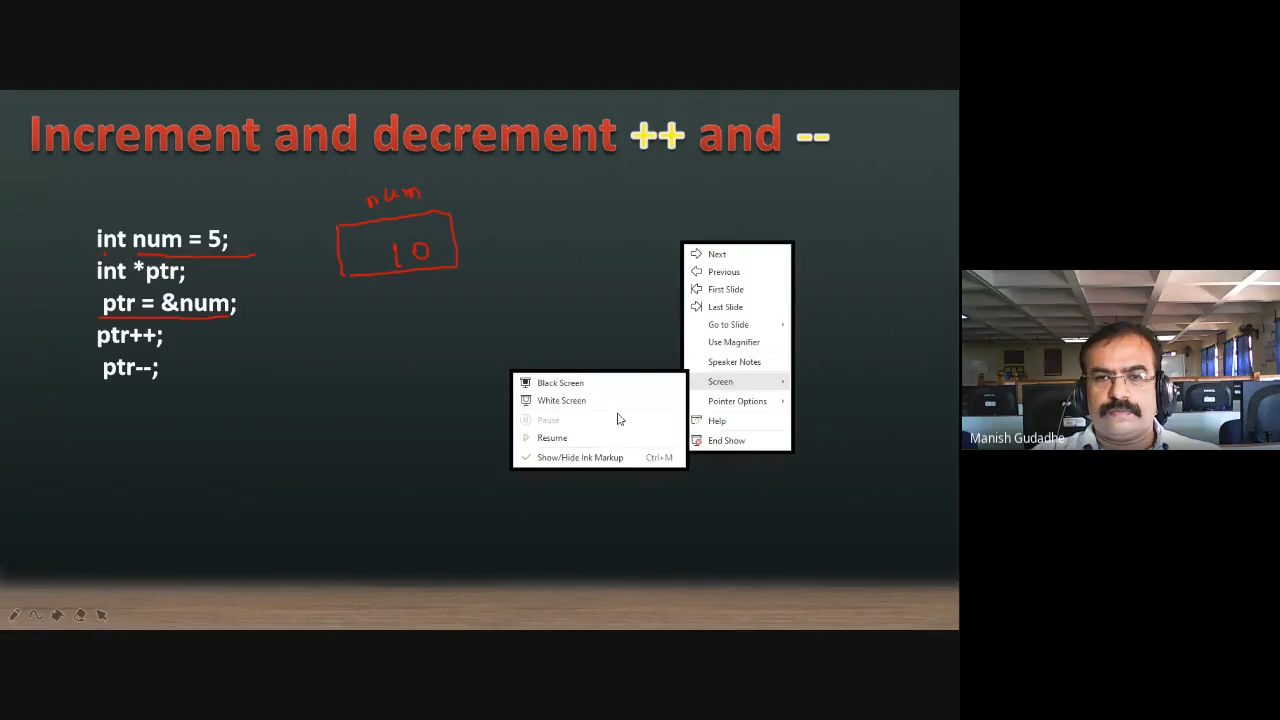 Increment and decrement ++ and --
num
10
int num = 5;
int *ptr;
ptr = &num;
ptr++;
ptr--;
Next
Previous
First Slide
Last Slide
Go to Slide
Use Magnifier
Speaker Notes
Screen
Pointer Options
Help
End Show
Black Screen
White Screen
Pause
Resume
Show/Hide Ink Markup Ctrl+M
Manish Gudadhe